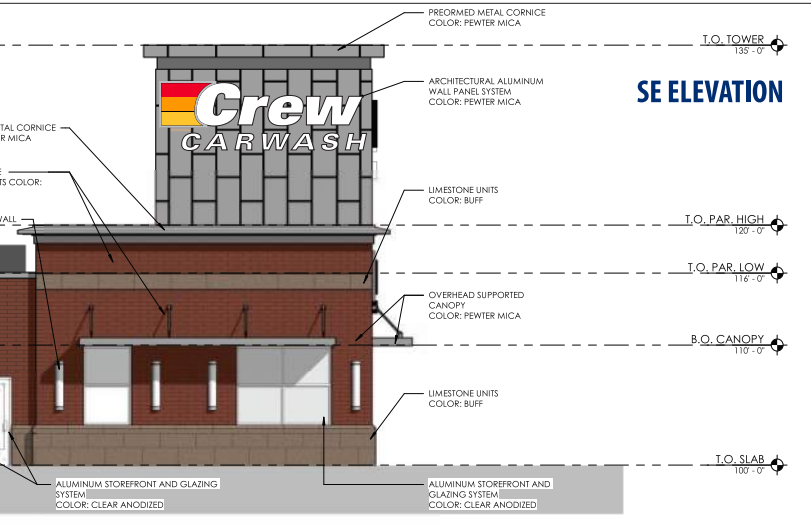 PREORMED METAL CORNICE
COLOR: PEWTER MICA
T.O. TOWER
135' - 0"
SE ELEVATION
ARCHITECTURAL ALUMINUM
WALL PANEL SYSTEM
COLOR: PEWTER MICA
Crew
CARWASH
TAL CORNICE
R MICA
E
TS COLOR:
WALL
LIMESTONE UNITS
COLOR: BUFF
T.O. PAR. HIGH
120' - 0"
T.O. PAR. LOW
116' - 0"
OVERHEAD SUPPORTED
CANOPY
COLOR: PEWTER MICA
B.O. CANOPY
110' - 0"
LIMESTONE UNITS
COLOR: BUFF
T.O. SLAB
100' - 0"
ALUMINUM STOREFRONT AND GLAZING
SYSTEM
COLOR: CLEAR ANODIZED
ALUMINUM STOREFRONT AND
GLAZING SYSTEM
COLOR: CLEAR ANODIZED